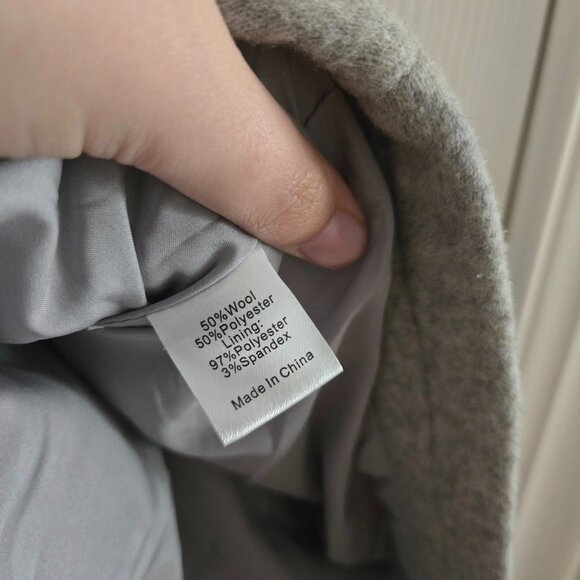 50%Wool
50%Polyester
Lining:
97%Polyester
3%Spandex
Made In China